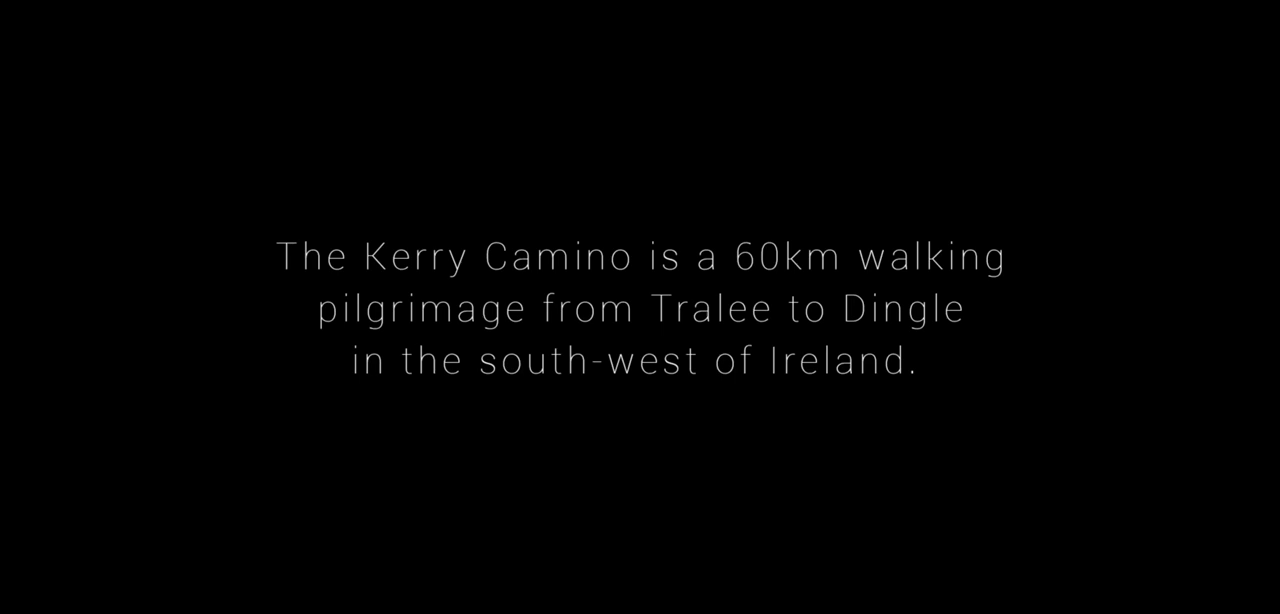 The Kerry Camino is a 60km walking
pilgrimage from Tralee to Dingle
in the south-west of Ireland.